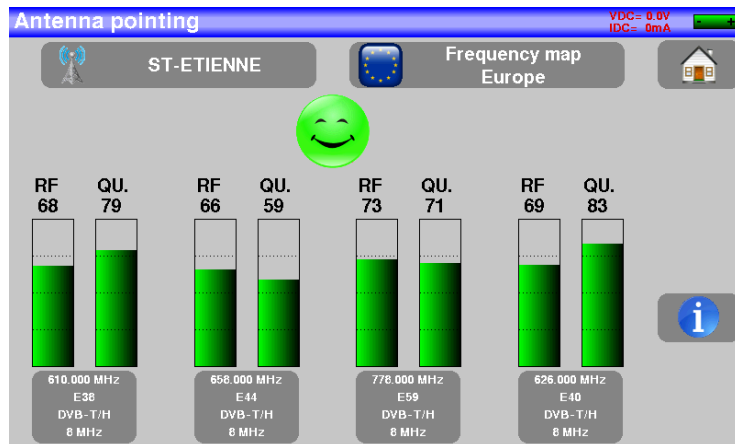 Antenna pointing
VDC= 0.0V
IDC= 0mA
- +
ST-ETIENNE
Frequency map
Europe
RF QU. RF QU. RF QU. RF QU.
68 79 66 59 73 71 69 83
i
610.000 MHz
E38
DVB-T/H
8 MHz
658.000 MHz
E44
DVB-T/H
8 MHz
778.000 MHz
E59
DVB-T/H
8 MHz
626.000 MHz
E40
DVB-T/H
8 MHz